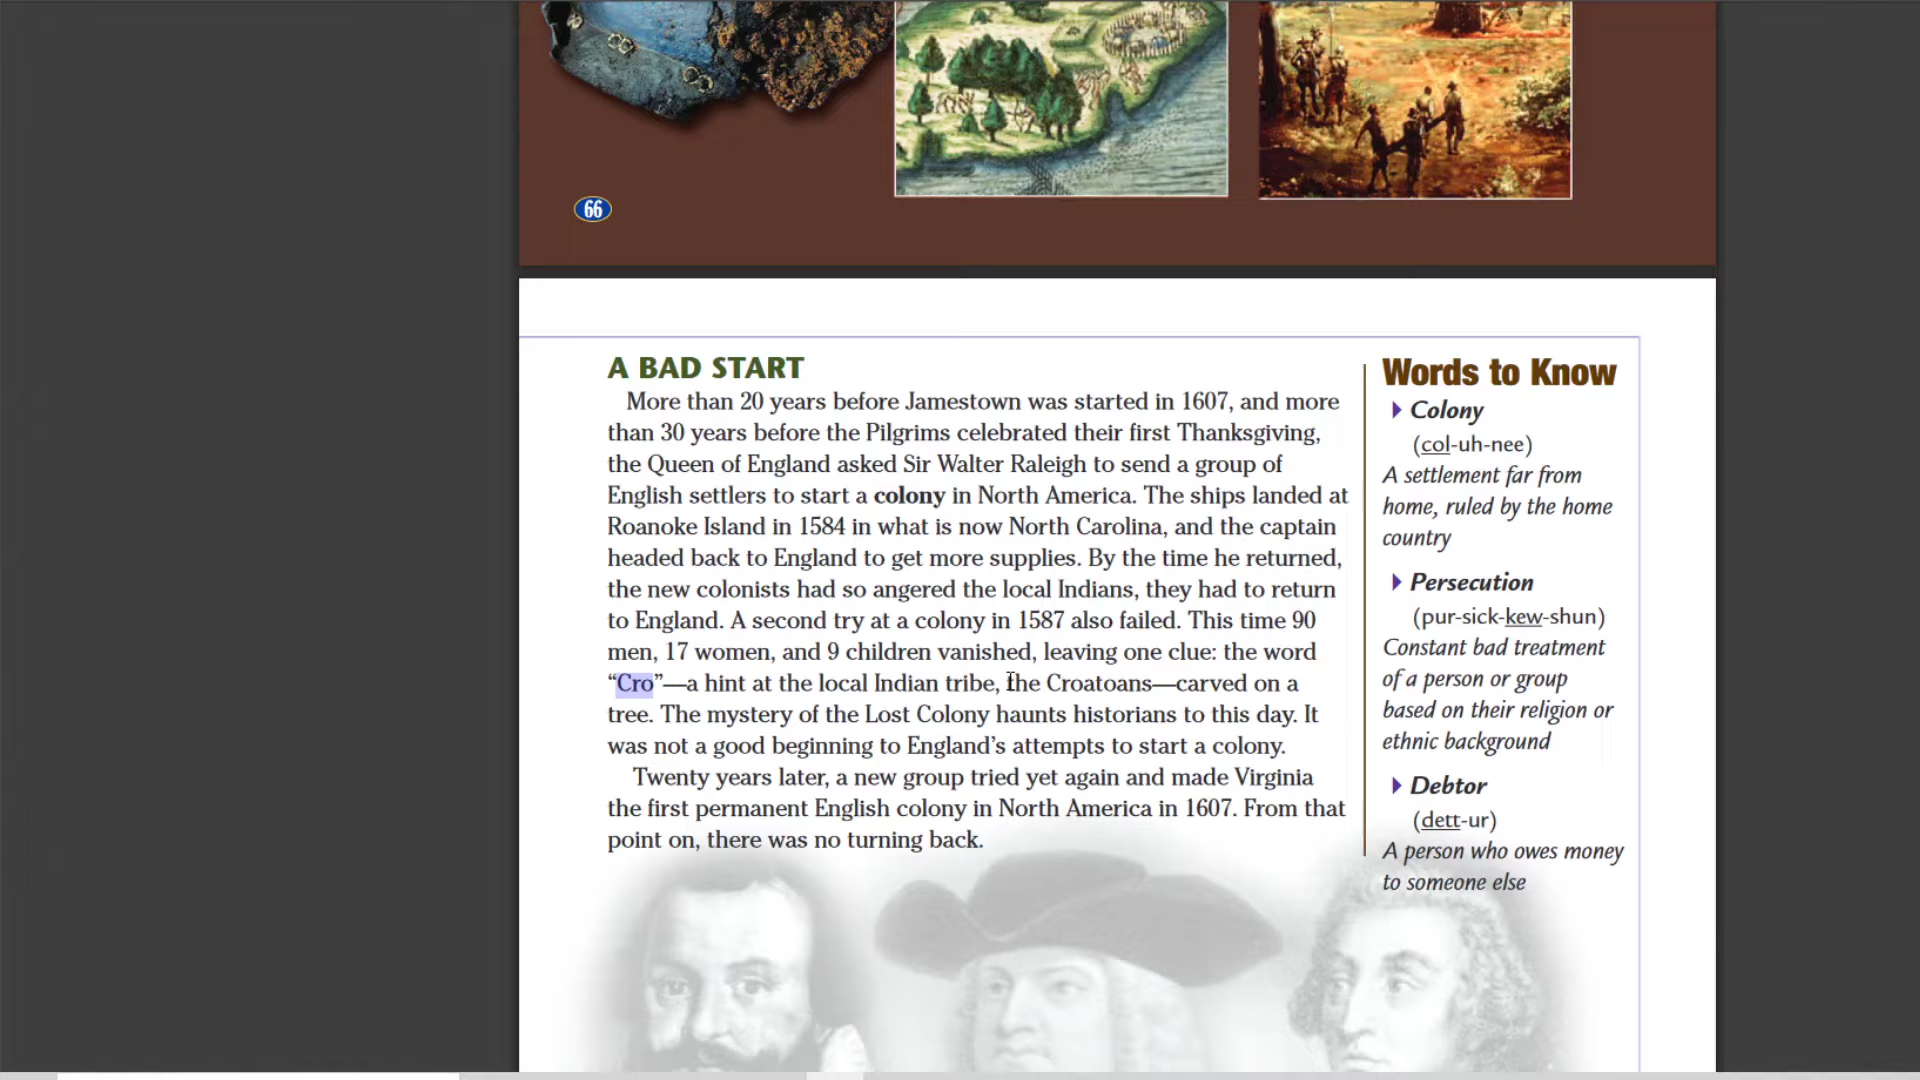 66
A BAD START
More than 20 years before Jamestown was started in 1607, and more
than 30 years before the Pilgrims celebrated their first Thanksgiving,
the Queen of England asked Sir Walter Raleigh to send a group of
English settlers to start a colony in North America. The ships landed at
Roanoke Island in 1584 in what is now North Carolina, and the captain
headed back to England to get more supplies. By the time he returned,
the new colonists had so angered the local Indians, they had to return
to England. A second try at a colony in 1587 also failed. This time 90
men, 17 women, and 9 children vanished, leaving one clue: the word
“Cro”—a hint at the local Indian tribe, the Croatoans—carved on a
tree. The mystery of the Lost Colony haunts historians to this day. It
was not a good beginning to England’s attempts to start a colony.
Twenty years later, a new group tried yet again and made Virginia
the first permanent English colony in North America in 1607. From that
point on, there was no turning back.
Words to Know
Colony
(col-uh-nee)
A settlement far from
home, ruled by the home
country
Persecution
(pur-sick-kew-shun)
Constant bad treatment
of a person or group
based on their religion or
ethnic background
Debtor
(dett-ur)
A person who owes money
to someone else